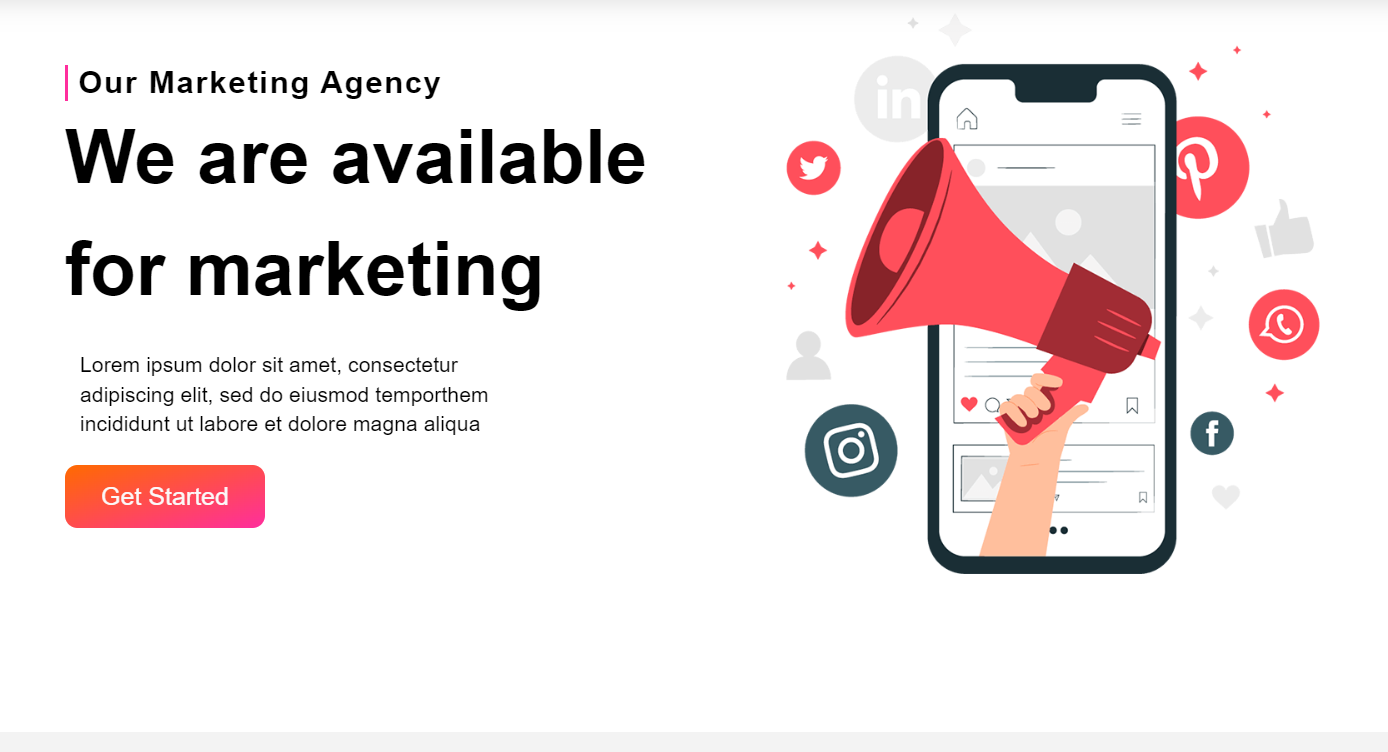 Our Marketing Agency
We are available
for marketing
Lorem ipsum dolor sit amet, consectetur
adipiscing elit, sed do eiusmod temporthem
incididunt ut labore et dolore magna aliqua
Get Started
in